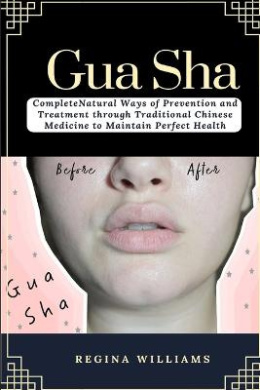 Gua Sha
CompleteNatural Ways of Prevention and
Treatment through Traditional Chinese
Medicine to Maintain Perfect Health
Before After
Gua
Sha
REGINA WILLIAMS